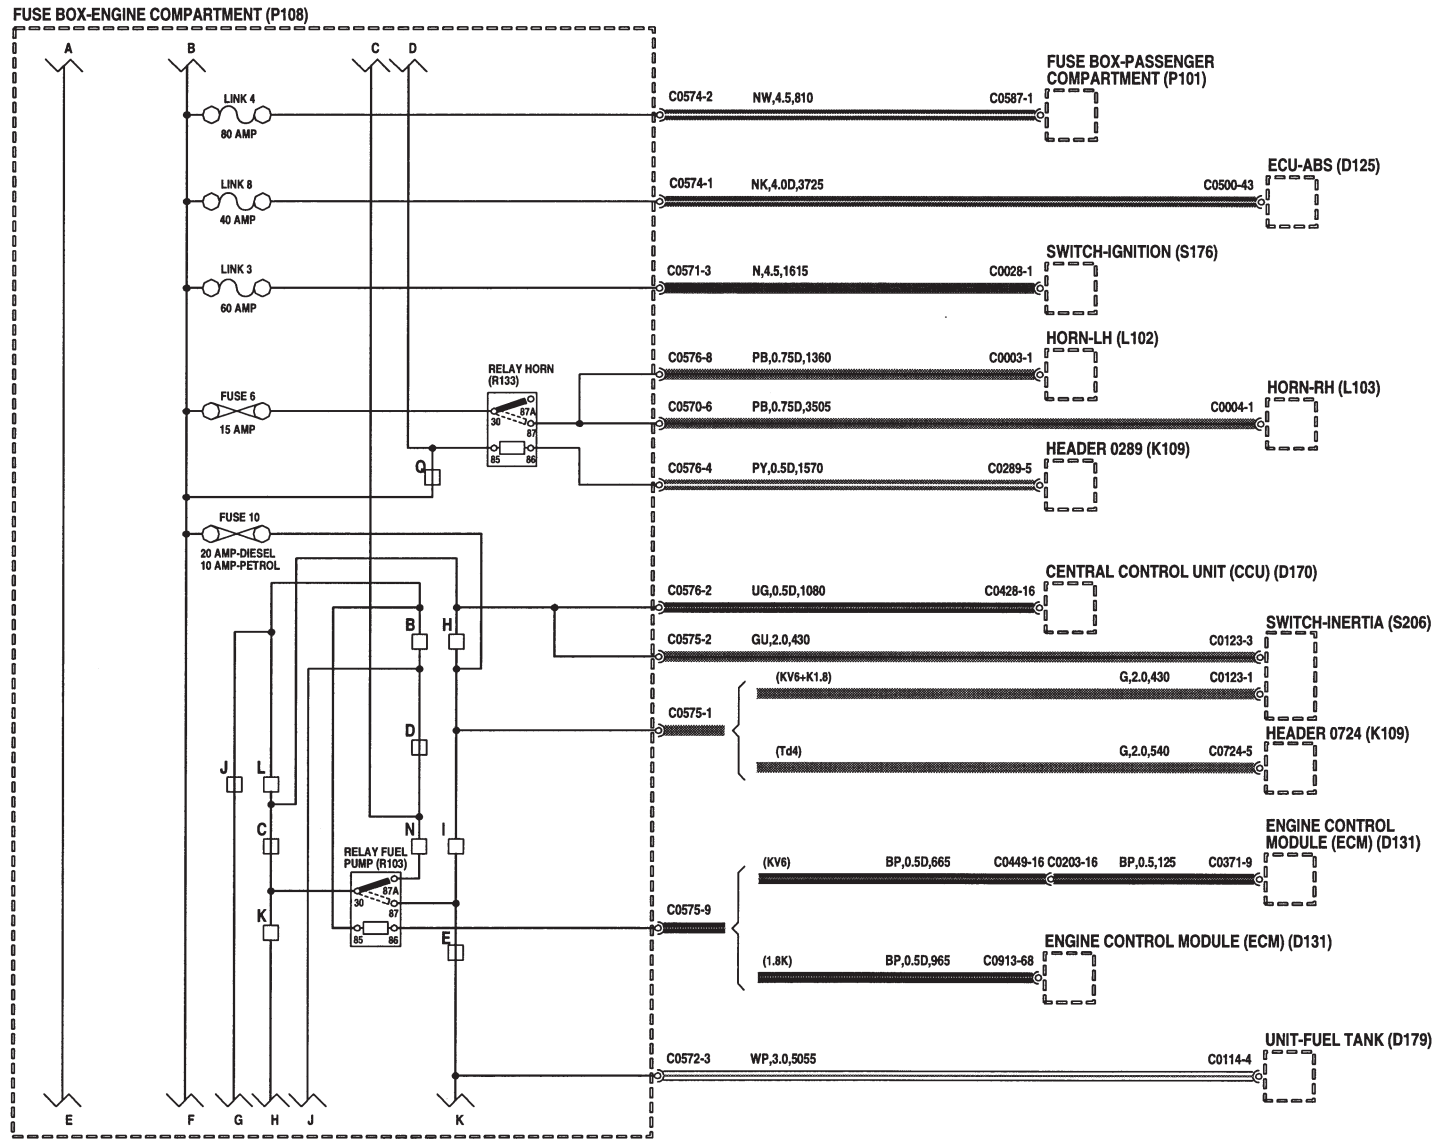 FUSE BOX-ENGINE COMPARTMENT (P108)
A
B
C
D
FUSE BOX-PASSENGER
COMPARTMENT (P101)
LINK 4
80 AMP
C0574-2
NW,4.5,810
C0587-1
ECU-ABS (D125)
LINK 8
40 AMP
C0574-1
NK,4.0D,3725
C0500-43
SWITCH-IGNITION (S176)
LINK 3
60 AMP
C0571-3
N,4.5,1615
C0028-1
HORN-LH (L102)
C0576-8
PB,0.75D,1360
C0003-1
RELAY HORN
(R133)
HORN-RH (L103)
FUSE 6
15 AMP
87A
30
87
85
86
C0570-6
PB,0.75D,3505
C0004-1
HEADER 0289 (K109)
Q
C0576-4
PY,0.5D,1570
C0289-5
FUSE 10
20 AMP-DIESEL
10 AMP-PETROL
CENTRAL CONTROL UNIT (CCU) (D170)
C0576-2
UG,0.5D,1080
C0428-16
SWITCH-INERTIA (S206)
B
H
C0575-2
GU,2.0,430
C0123-3
(KV6+K1.8)
G,2.0,430
C0123-1
C0575-1
D
HEADER 0724 (K109)
(Td4)
G,2.0,540
C0724-5
J
L
C
N
I
ENGINE CONTROL
MODULE (ECM) (D131)
RELAY FUEL
PUMP (R103)
87A
30
87
85
86
(KV6)
BP,0.5D,665
C0449-16
C0203-16
BP,0.5,125
C0371-9
K
E
C0575-9
ENGINE CONTROL MODULE (ECM) (D131)
(1.8K)
BP,0.5D,965
C0913-68
UNIT-FUEL TANK (D179)
C0572-3
WP,3.0,5055
C0114-4
E
F
G
H
J
K